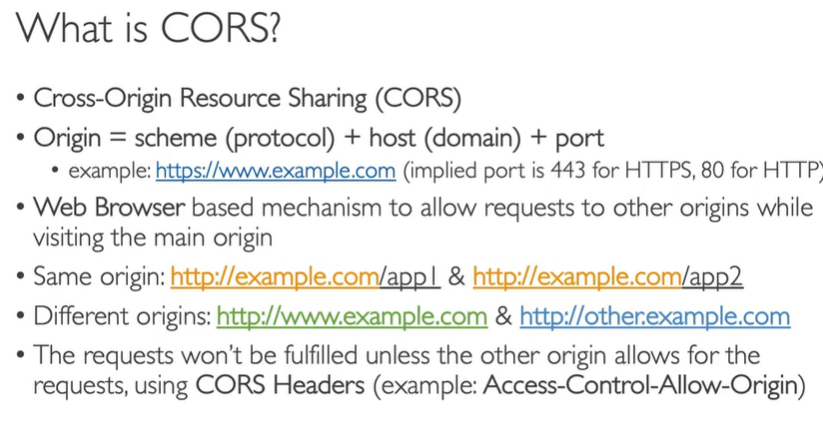 What is CORS?
• Cross-Origin Resource Sharing (CORS)
• Origin = scheme (protocol) + host (domain) + port
• example: https://www.example.com (implied port is 443 for HTTPS, 80 for HTTP)
• Web Browser based mechanism to allow requests to other origins while
visiting the main origin
• Same origin: http://example.com/app1 & http://example.com/app2
• Different origins: http://www.example.com & http://other.example.com
• The requests won't be fulfilled unless the other origin allows for the
requests, using CORS Headers (example: Access-Control-Allow-Origin)